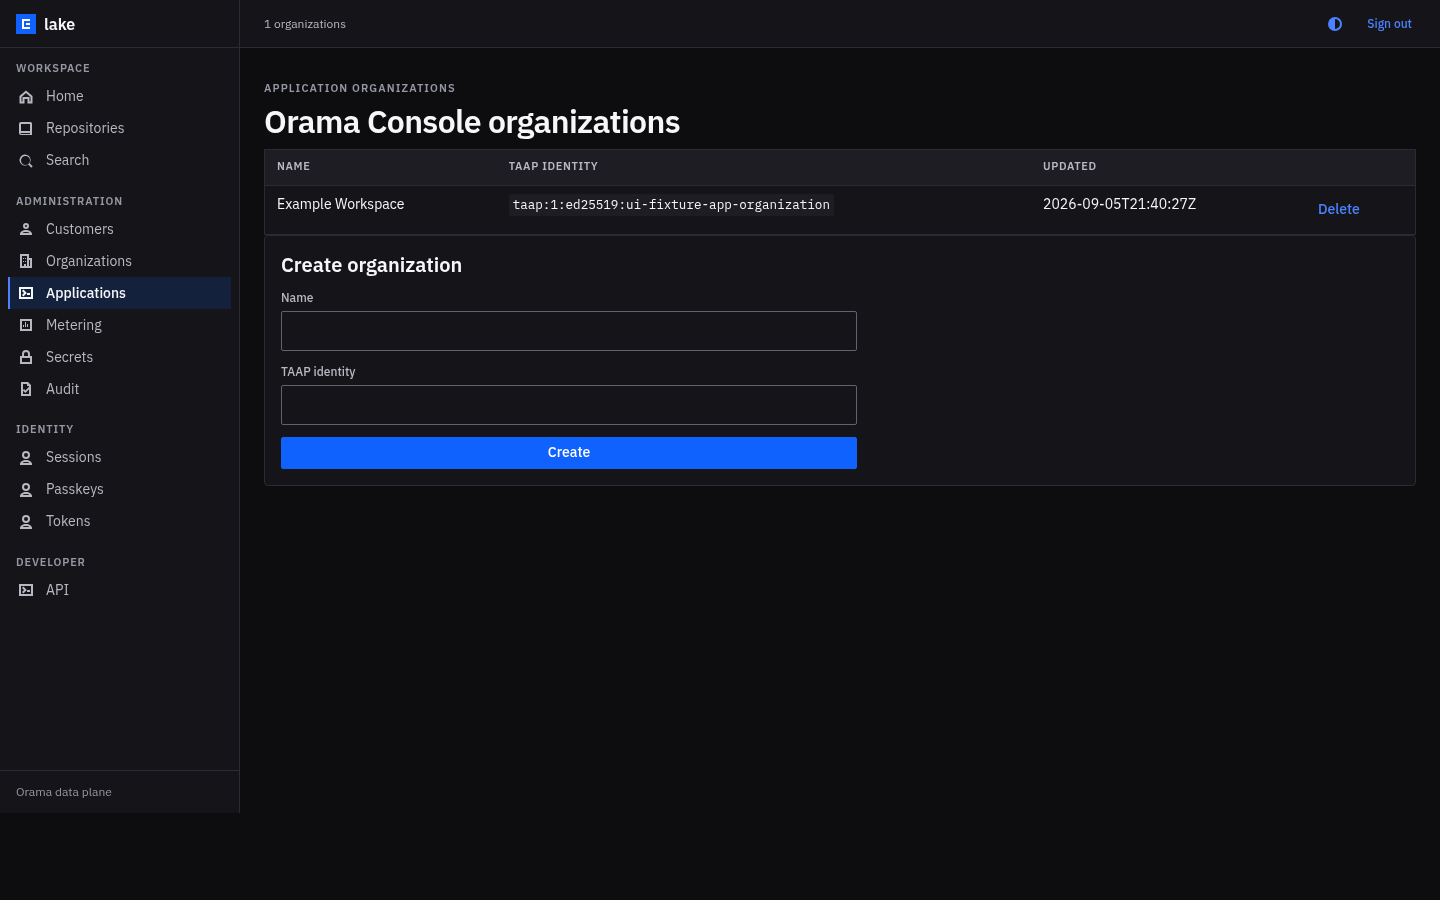 lake
1 organizations
Sign out
WORKSPACE
Home
Repositories
Search
ADMINISTRATION
Customers
Organizations
Applications
Metering
Secrets
Audit
IDENTITY
Sessions
Passkeys
Tokens
DEVELOPER
API
Orama data plane
APPLICATION ORGANIZATIONS
Orama Console organizations
NAME TAAP IDENTITY UPDATED
Example Workspace taap:1:ed25519:ui-fixture-app-organization 2026-09-05T21:40:27Z Delete
Create organization
Name
TAAP identity
Create